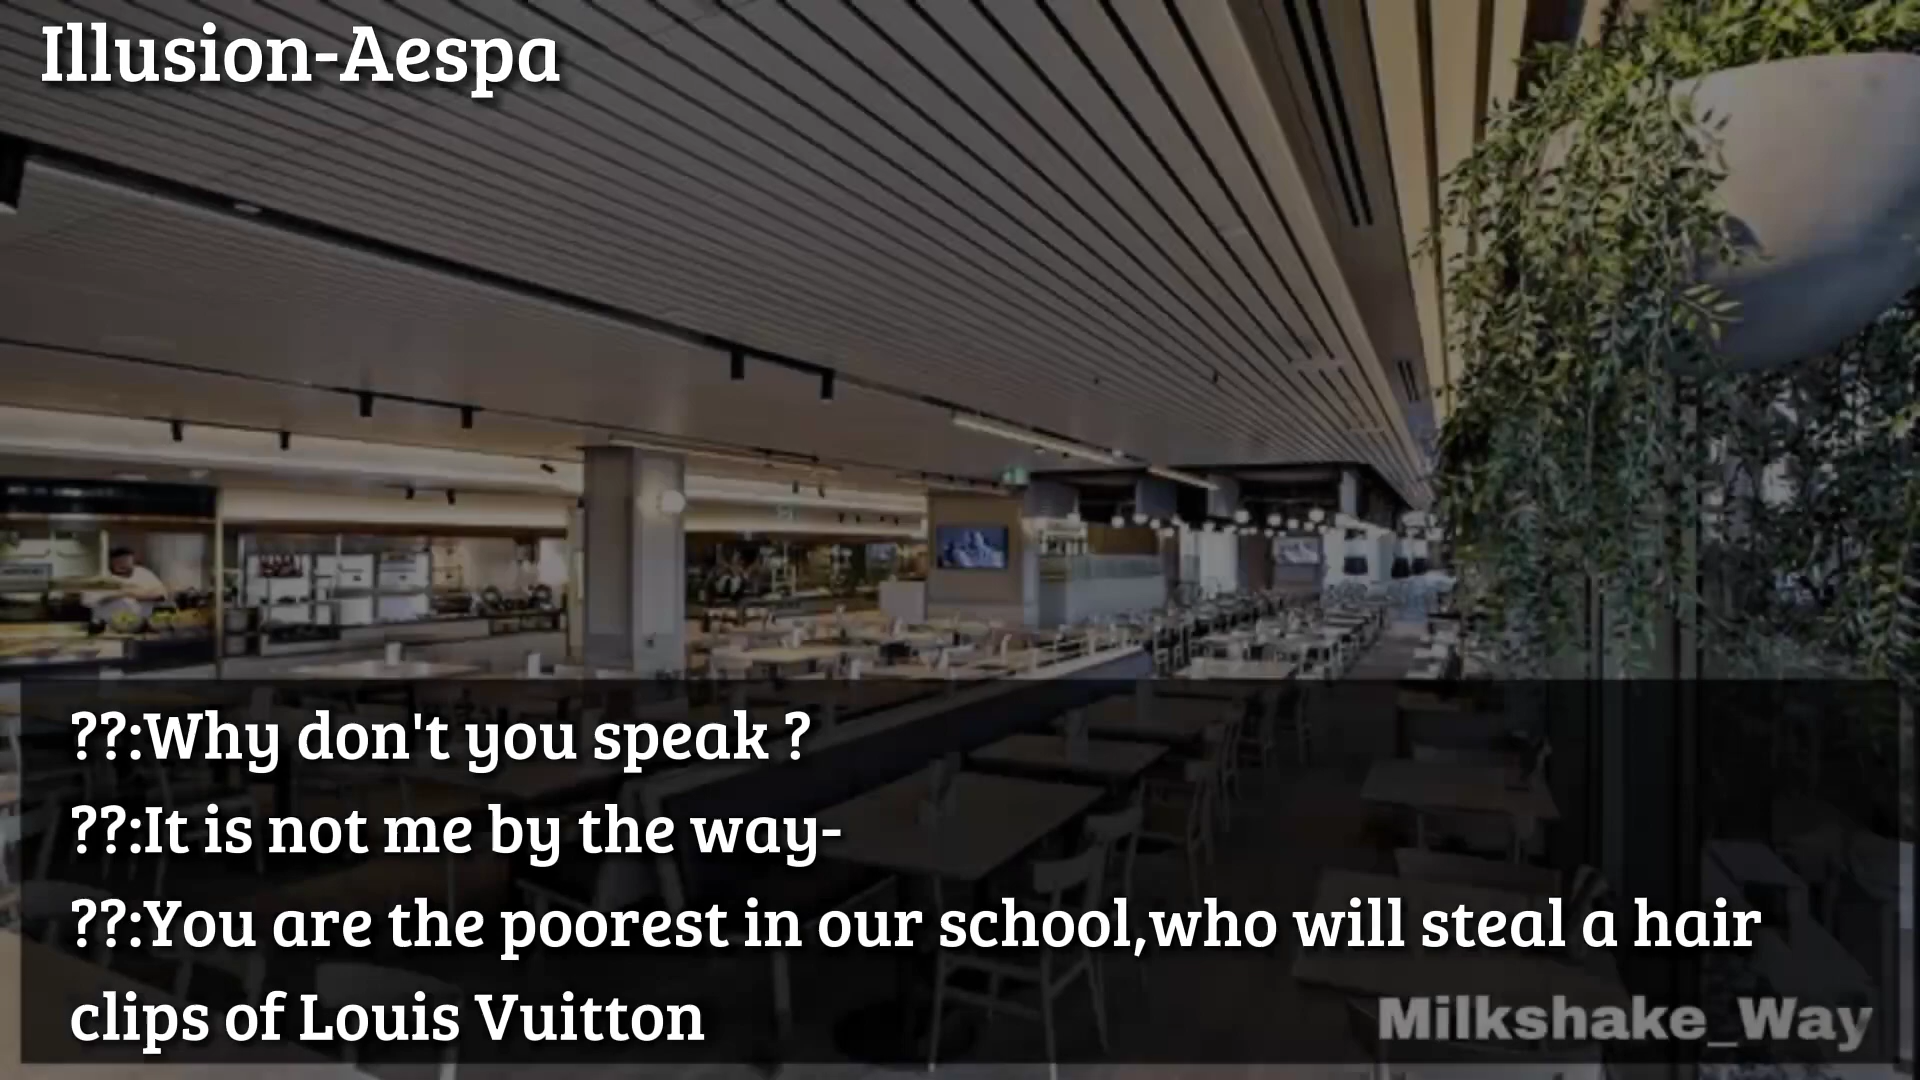 Illusion-Aespa
??:Why don't you speak ?
??:It is not me by the way-
??:You are the poorest in our school,who will steal a hair
clips of Louis Vuitton
Milkshake_Way